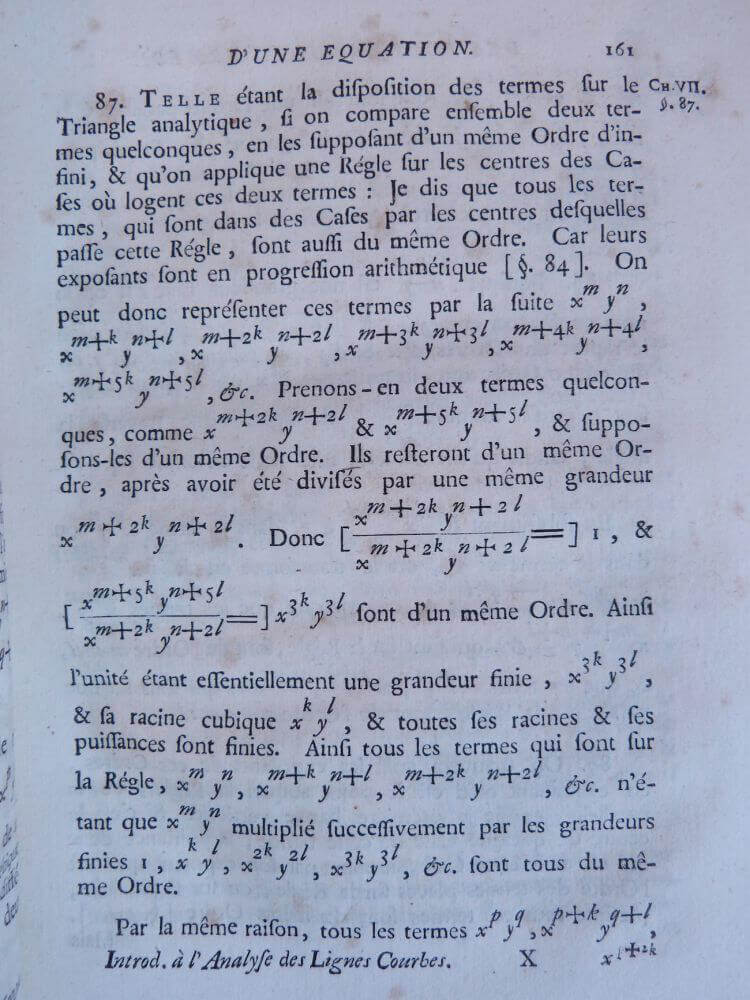 D'UNE EQUATION. 161
87. TELLE étant la diſpoſition des termes ſur le CH. VII.
Triangle analytique, ſi on compare enſemble deux ter- §. 87.
mes quelconques, en les ſuppoſant d'un même Ordre d'in-
fini, & qu'on applique une Régle ſur les centres des Ca-
ſes où logent ces deux termes : Je dis que tous les ter-
mes, qui ſont dans des Caſes par les centres deſquelles
paſſe cette Régle, ſont auſſi du même Ordre. Car leurs
expoſants ſont en progreſſion arithmétique [§. 84]. On
peut donc repréſenter ces termes par la ſuite x^m y^n,
x^{m+k} y^{n+l}, x^{m+2k} y^{n+2l}, x^{m+3k} y^{n+3l}, x^{m+4k} y^{n+4l},
x^{m+5k} y^{n+5l}, &c. Prenons-en deux termes quelcon-
ques, comme x^{m+2k} y^{n+2l} & x^{m+5k} y^{n+5l}, & ſuppo-
ſons-les d'un même Ordre. Ils reſteront d'un même Or-
dre, après avoir été diviſés par une même grandeur
x^{m+2k} y^{n+2l}. Donc [x^{m+2k} y^{n+2l} / x^{m+2k} y^{n+2l} =] 1, &
[x^{m+5k} y^{n+5l} / x^{m+2k} y^{n+2l} =] x^{3k} y^{3l} ſont d'un même Ordre. Ainſi
l'unité étant eſſentiellement une grandeur finie, x^{3k} y^{3l},
& ſa racine cubique x^k y^l, & toutes ſes racines & ſes
puiſſances ſont finies. Ainſi tous les termes qui ſont ſur
la Régle, x^m y^n, x^{m+k} y^{n+l}, x^{m+2k} y^{n+2l}, &c. n'é-
tant que x^m y^n multiplié ſucceſſivement par les grandeurs
finies 1, x^k y^l, x^{2k} y^{2l}, x^{3k} y^{3l}, &c. ſont tous du mê-
me Ordre.
Par la même raiſon, tous les termes x^p y^q, x^{p+k} y^{q+l},
Introd. à l'Analyſe des Lignes Courbes. X